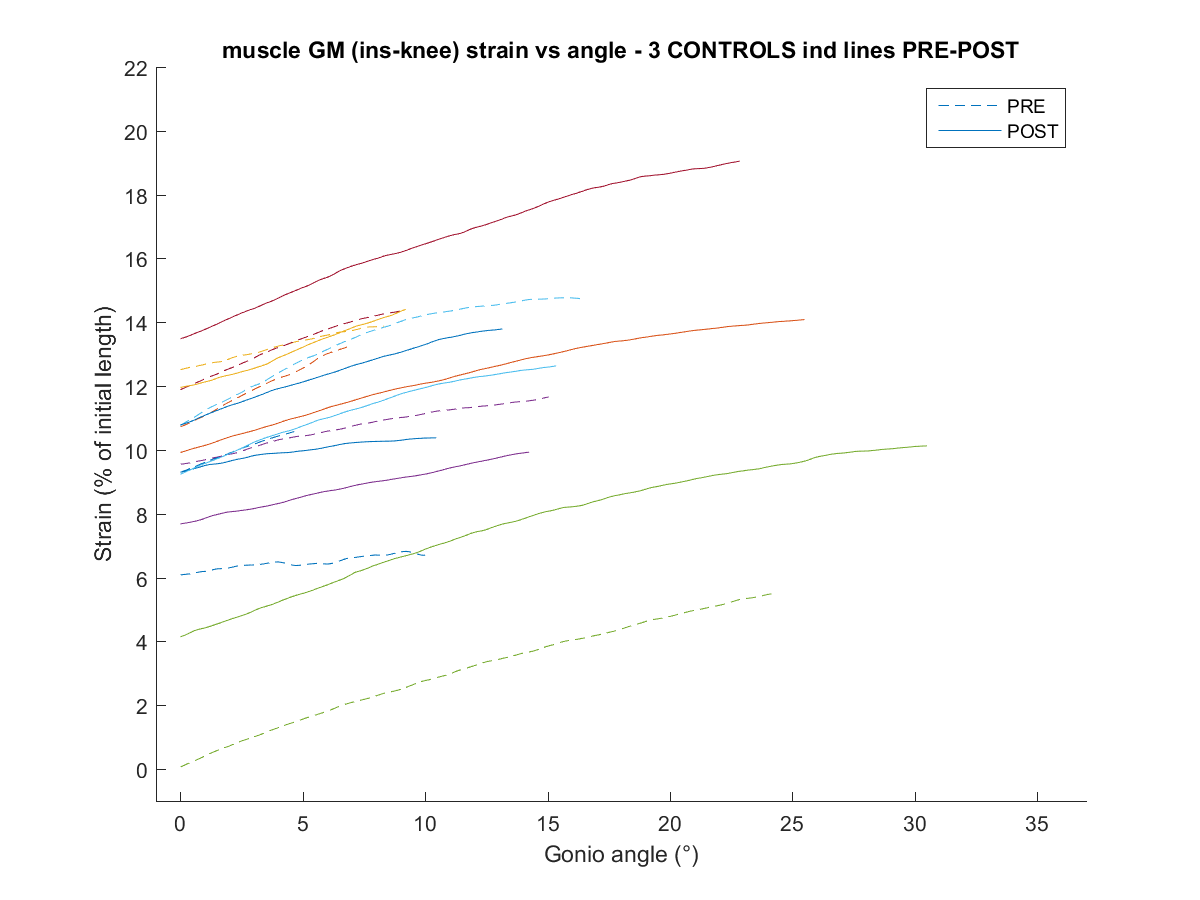 muscle GM (ins-knee) strain vs angle - 3 CONTROLS ind lines PRE-POST
PRE
POST
22
20
18
16
14
12
10
8
6
4
2
0
Strain (% of initial length)
0 5 10 15 20 25 30 35
Gonio angle (°)